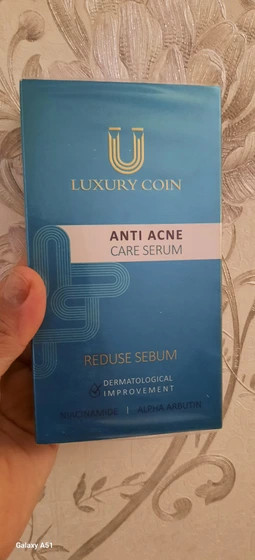 LUXURY COIN
ANTI ACNE
CARE SERUM
REDUSE SEBUM
DERMATOLOGICAL
IMPROVEMENT
NIACINAMIDE | ALPHA ARBUTIN
Galaxy A51